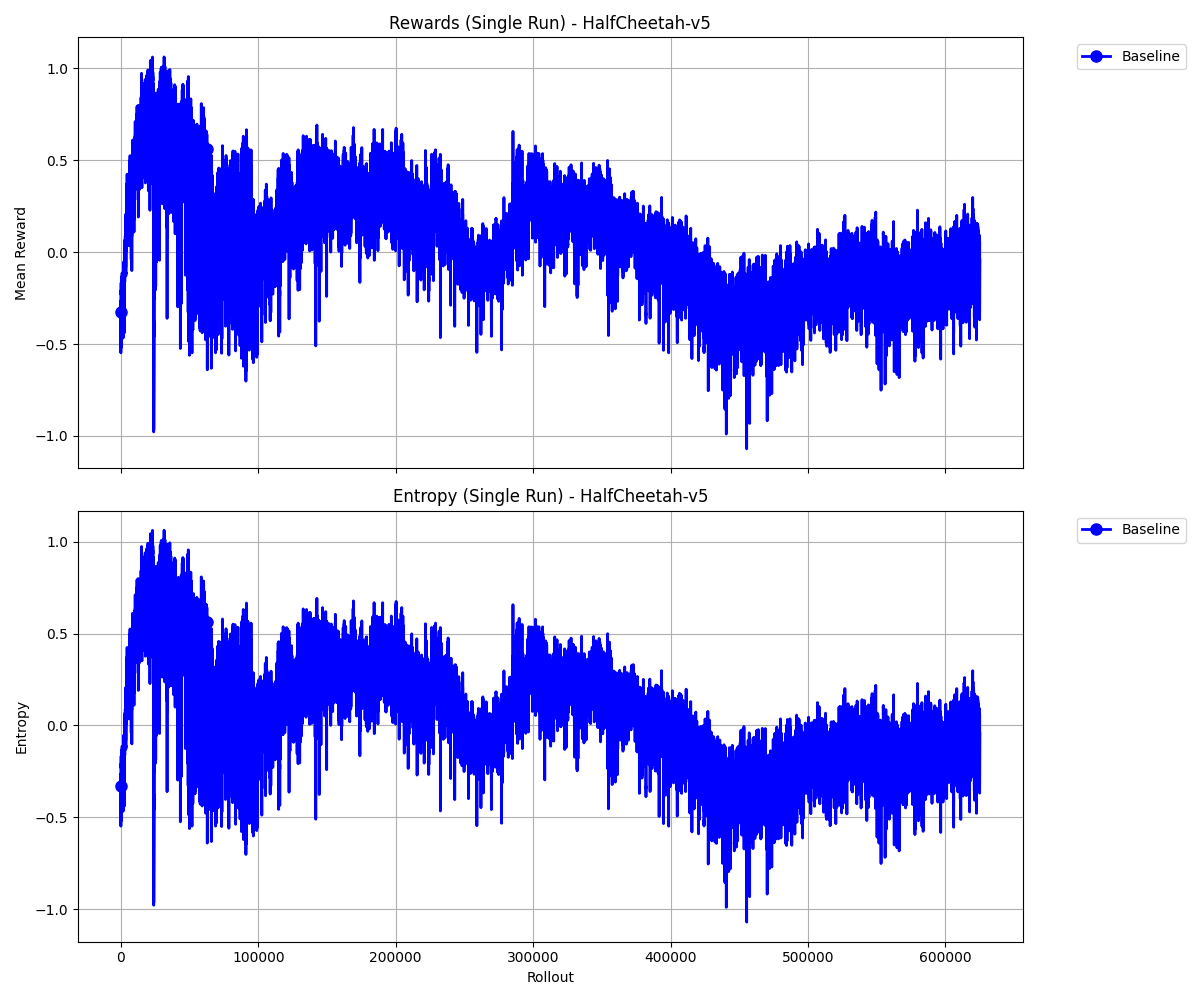 Rewards (Single Run) - HalfCheetah-v5
Baseline
1.0
0.5
0.0
−0.5
−1.0
Mean Reward
Entropy (Single Run) - HalfCheetah-v5
Baseline
1.0
0.5
0.0
−0.5
−1.0
Entropy
0 100000 200000 300000 400000 500000 600000
Rollout